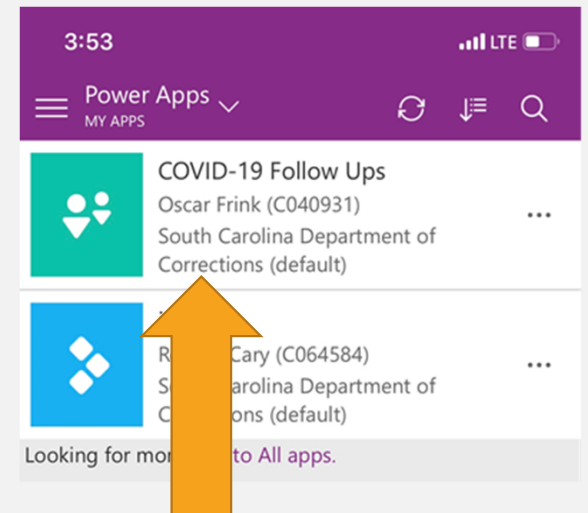 3:53 LTE
Power Apps
MY APPS
COVID-19 Follow Ups
Oscar Frink (C040931)
South Carolina Department of
Corrections (default)
Cary (C064584)
Department of
(default)
Looking for to All apps.